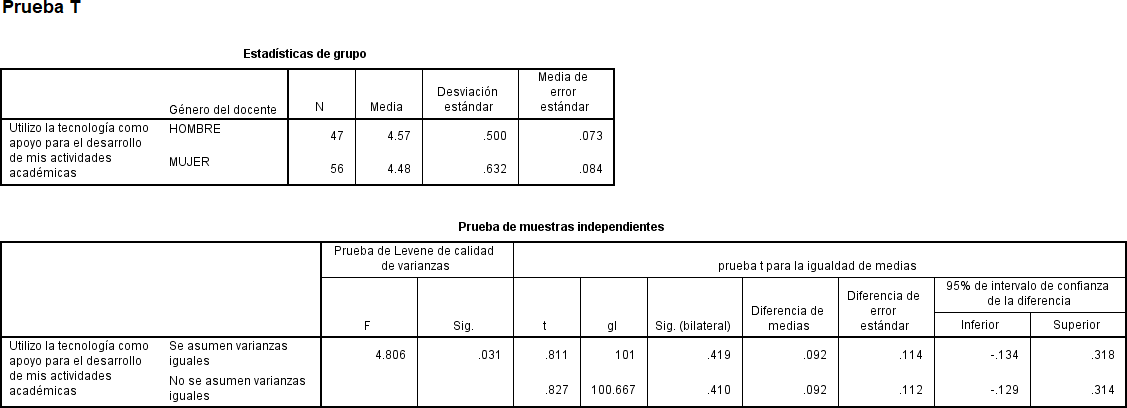 Prueba T
Estadísticas de grupo
Género del docente N Media Desviación estándar Media de error estándar
Utilizo la tecnología como apoyo para el desarrollo de mis actividades académicas HOMBRE 47 4.57 .500 .073
MUJER 56 4.48 .632 .084
Prueba de muestras independientes
Prueba de Levene de calidad de varianzas prueba t para la igualdad de medias
F Sig. t gl Sig. (bilateral) Diferencia de medias Diferencia de error estándar 95% de intervalo de confianza de la diferencia
Inferior Superior
Utilizo la tecnología como apoyo para el desarrollo de mis actividades académicas Se asumen varianzas iguales 4.806 .031 .811 101 .419 .092 .114 -.134 .318
No se asumen varianzas iguales .827 100.667 .410 .092 .112 -.129 .314